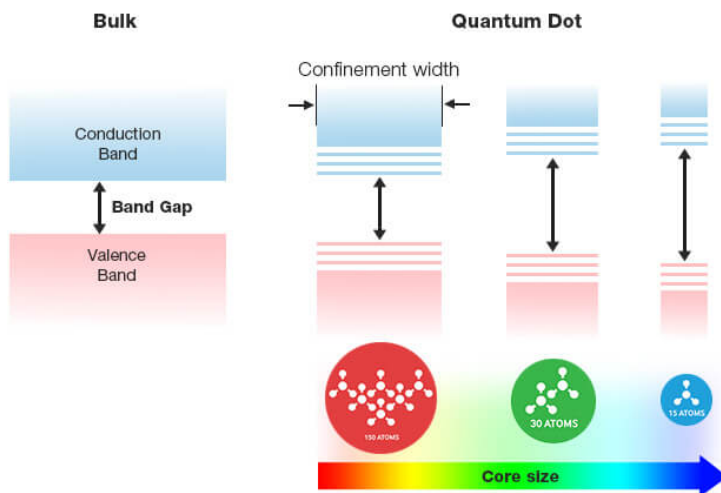 Bulk
Quantum Dot
Confinement width
Conduction
Band
Band Gap
Valence
Band
150 ATOMS
30 ATOMS
15 ATOMS
Core size